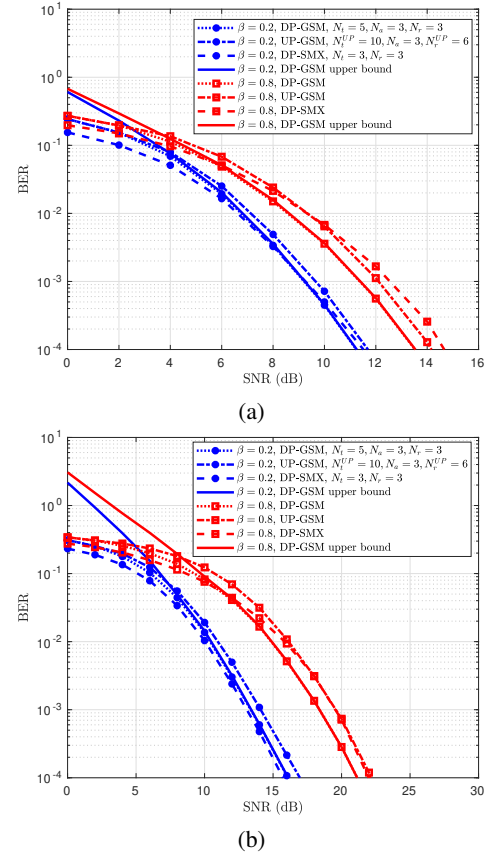 10^1
10^0
10^-1
10^-2
10^-3
10^-4
BER
0 2 4 6 8 10 12 14 16
SNR (dB)
β = 0.2, DP-GSM, N_t = 5, N_a = 3, N_r = 3
β = 0.2, UP-GSM, N_t^UP = 10, N_a = 3, N_r^UP = 6
β = 0.2, DP-SMX, N_t = 3, N_r = 3
β = 0.2, DP-GSM upper bound
β = 0.8, DP-GSM
β = 0.8, UP-GSM
β = 0.8, DP-SMX
β = 0.8, DP-GSM upper bound
(a)
10^1
10^0
10^-1
10^-2
10^-3
10^-4
BER
0 5 10 15 20 25 30
SNR (dB)
β = 0.2, DP-GSM, N_t = 5, N_a = 3, N_r = 3
β = 0.2, UP-GSM, N_t^UP = 10, N_a = 3, N_r^UP = 6
β = 0.2, DP-SMX, N_t = 3, N_r = 3
β = 0.2, DP-GSM upper bound
β = 0.8, DP-GSM
β = 0.8, UP-GSM
β = 0.8, DP-SMX
β = 0.8, DP-GSM upper bound
(b)